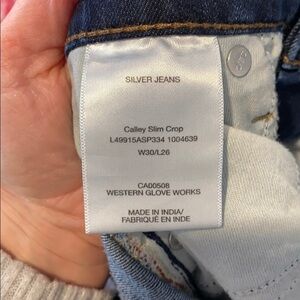 SILVER JEANS
Calley Slim Crop
L49915ASP334 1004639
W30/L26
CA00508
WESTERN GLOVE WORKS
MADE IN INDIA/
FABRIQUÉ EN INDE